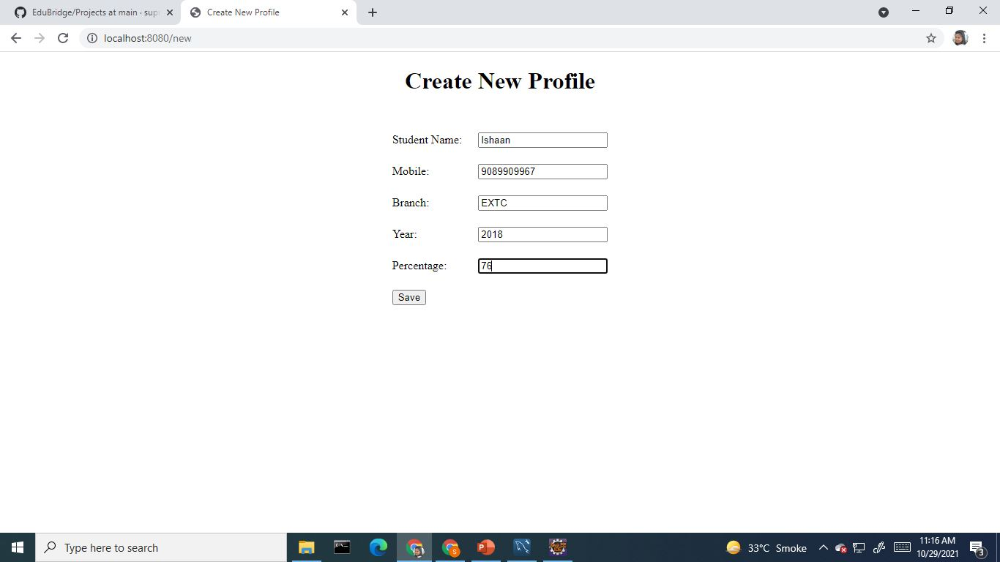 EduBridge/Projects at main · sup
Create New Profile
localhost:8080/new
Create New Profile
Student Name: Ishaan
Mobile: 9089909967
Branch: EXTC
Year: 2018
Percentage: 76
Save
Type here to search
33°C Smoke
11:16 AM
10/29/2021
3